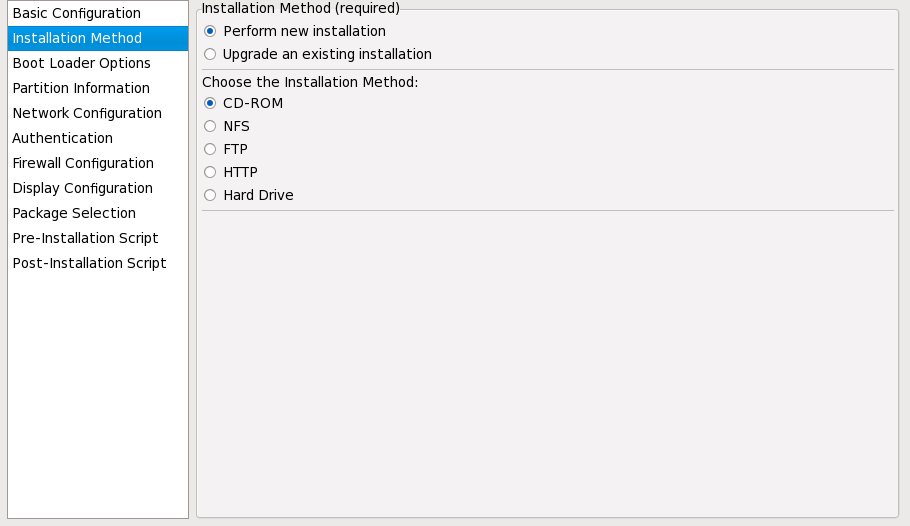 Basic Configuration
Installation Method
Boot Loader Options
Partition Information
Network Configuration
Authentication
Firewall Configuration
Display Configuration
Package Selection
Pre-Installation Script
Post-Installation Script
Installation Method (required)
Perform new installation
Upgrade an existing installation
Choose the Installation Method:
CD-ROM
NFS
FTP
HTTP
Hard Drive